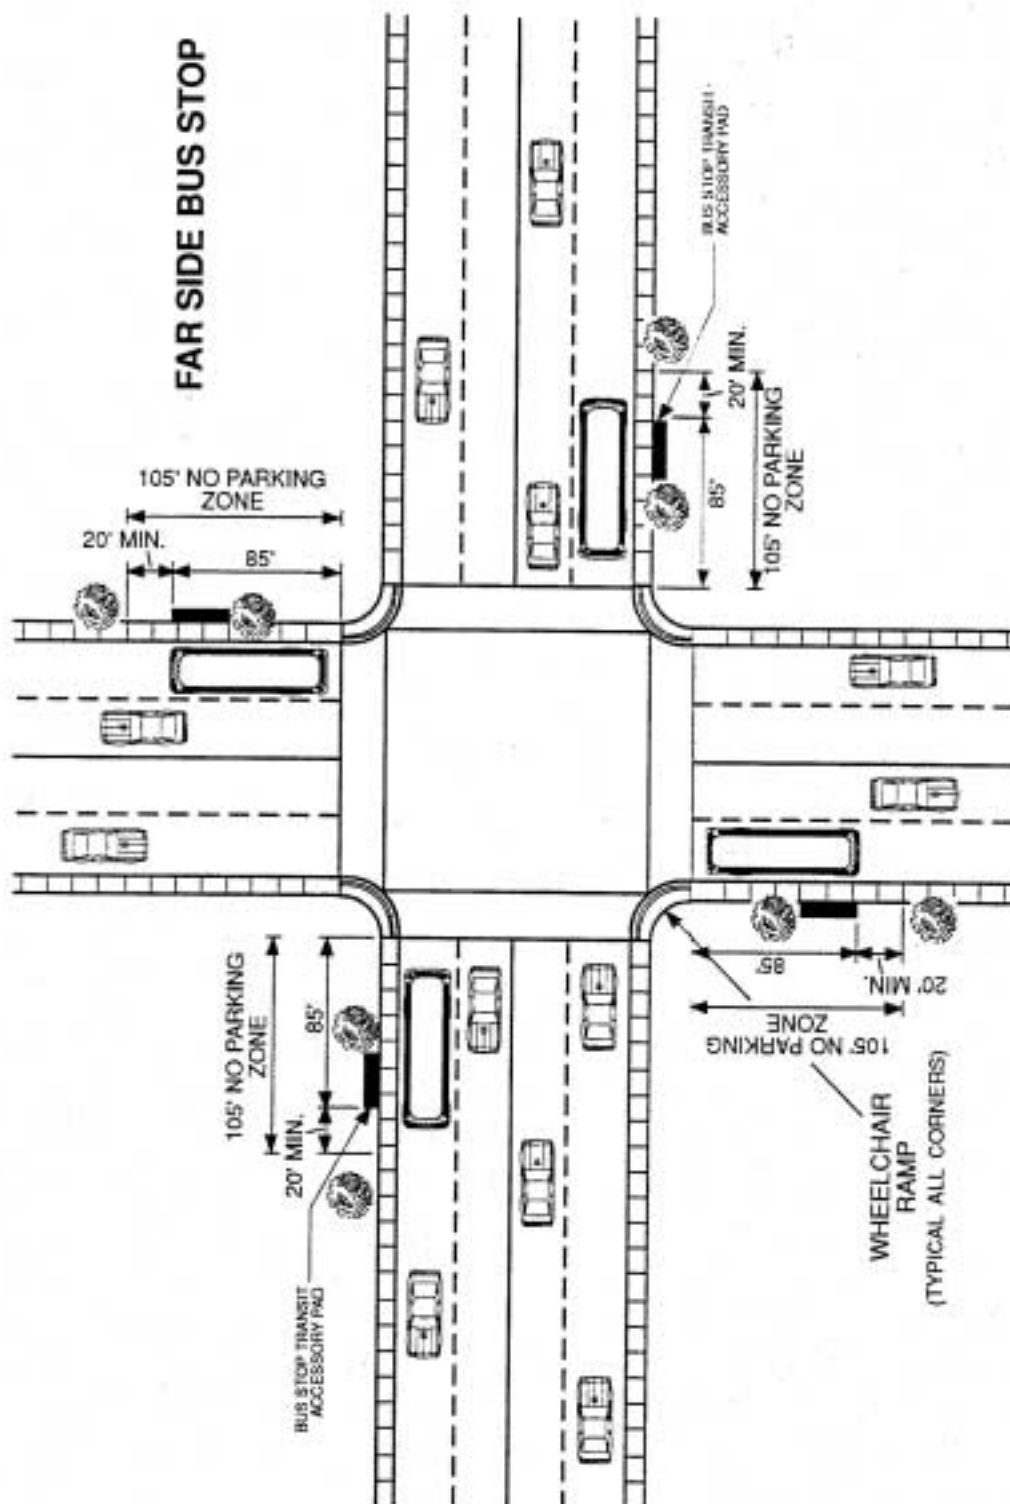 FAR SIDE BUS STOP
105' NO PARKING
ZONE
20' MIN.
85'
BUS STOP TRANSIT
ACCESSORY PAD
20' MIN.
85'
105' NO PARKING
ZONE
105' NO PARKING
ZONE
85'
20' MIN.
BUS STOP TRANSIT
ACCESSORY PAD
85'
20' MIN.
105' NO PARKING
ZONE
WHEELCHAIR
RAMP
(TYPICAL ALL CORNERS)